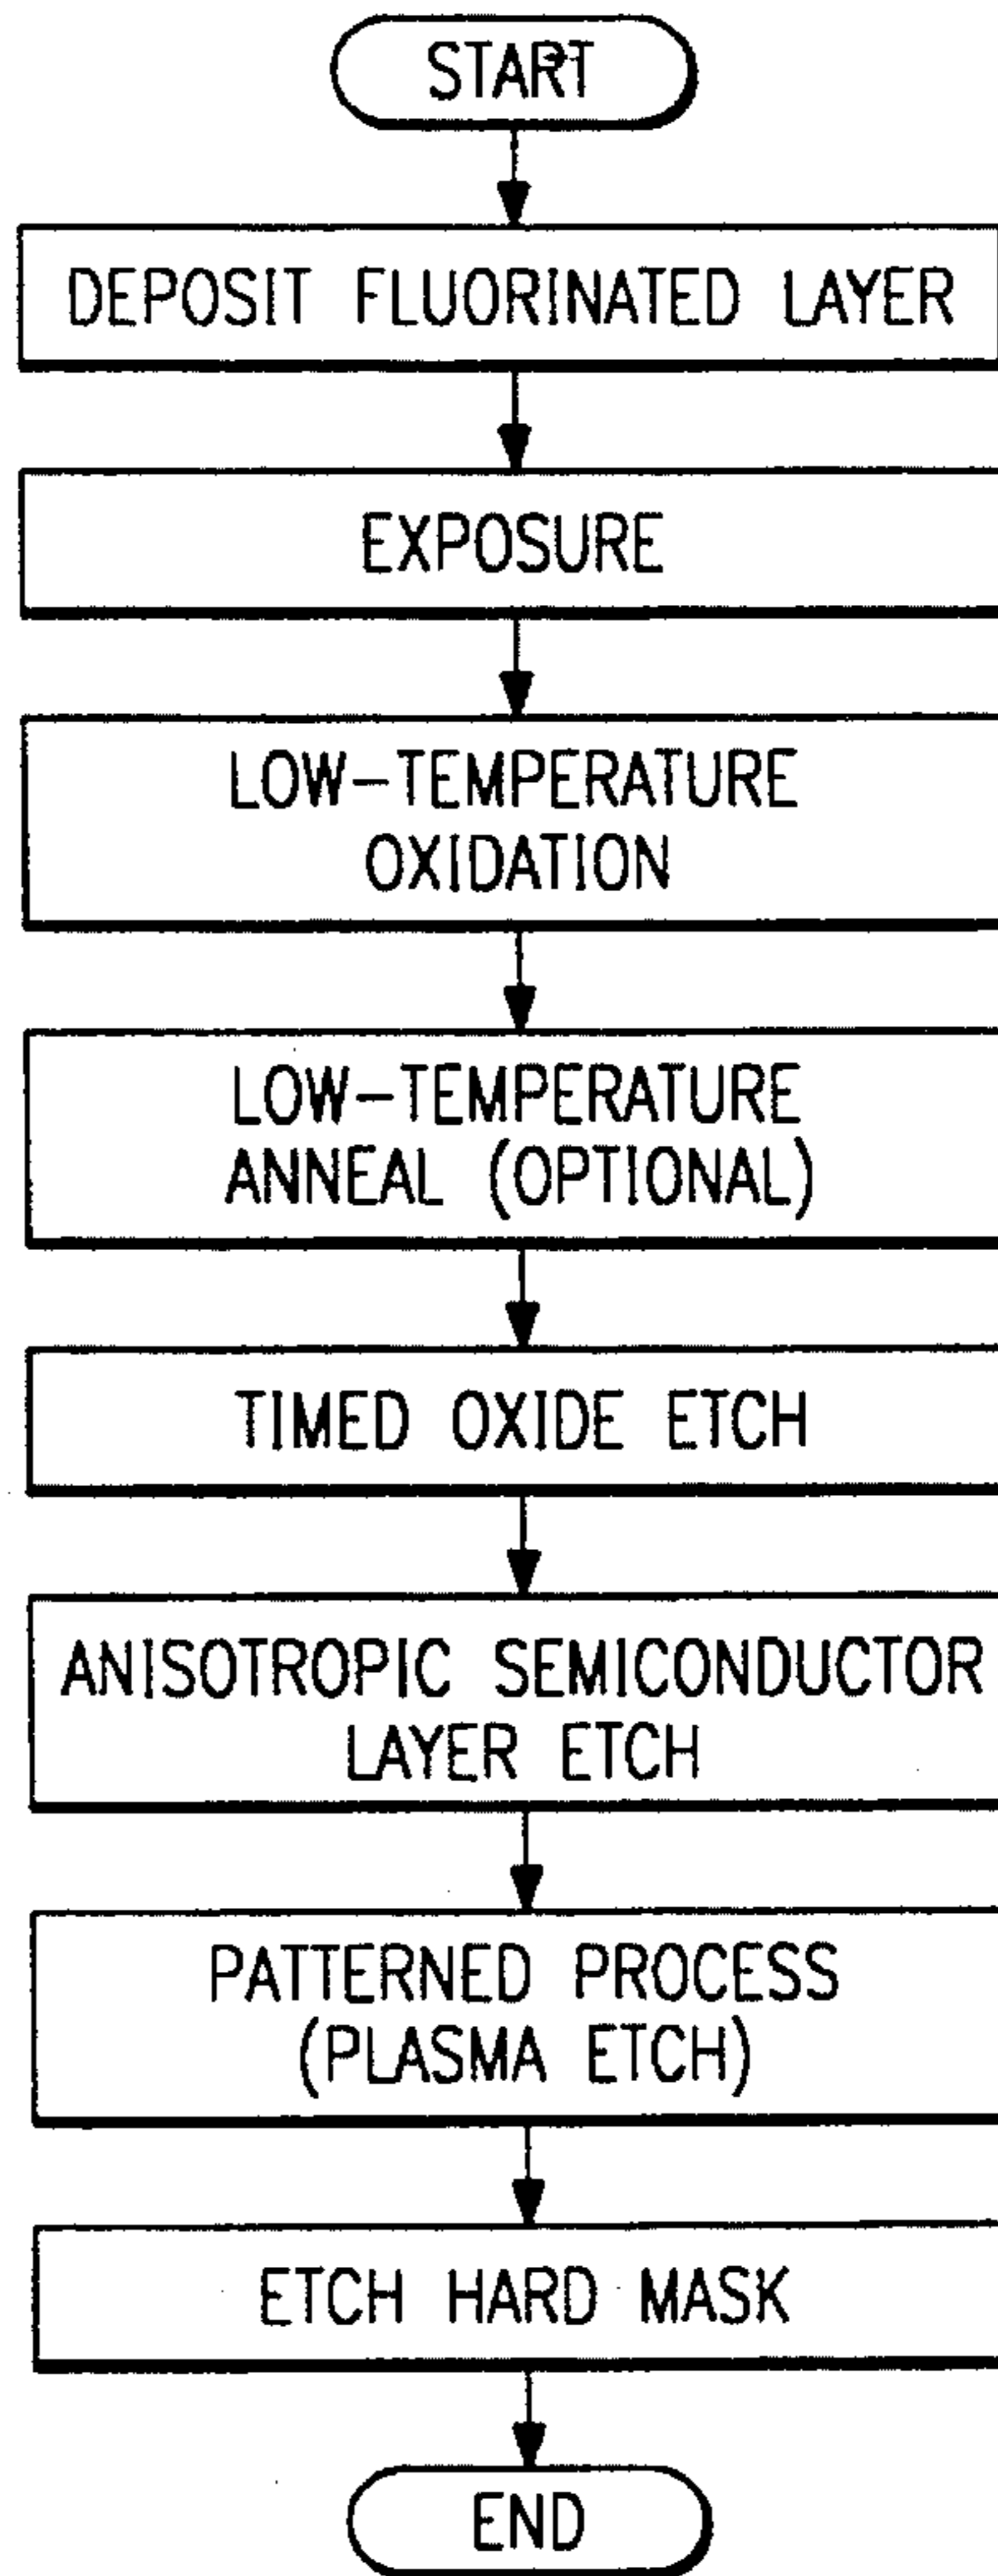 START
DEPOSIT FLUORINATED LAYER
EXPOSURE
LOW-TEMPERATURE
OXIDATION
LOW-TEMPERATURE
ANNEAL (OPTIONAL)
TIMED OXIDE ETCH
ANISOTROPIC SEMICONDUCTOR
LAYER ETCH
PATTERNED PROCESS
(PLASMA ETCH)
ETCH HARD MASK
END